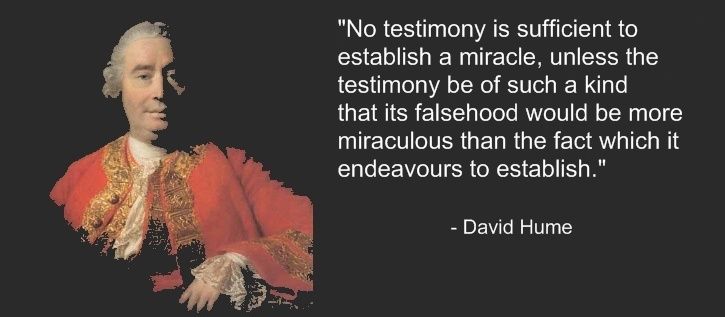 "No testimony is sufficient to
establish a miracle, unless the
testimony be of such a kind
that its falsehood would be more
miraculous than the fact which it
endeavours to establish."
- David Hume